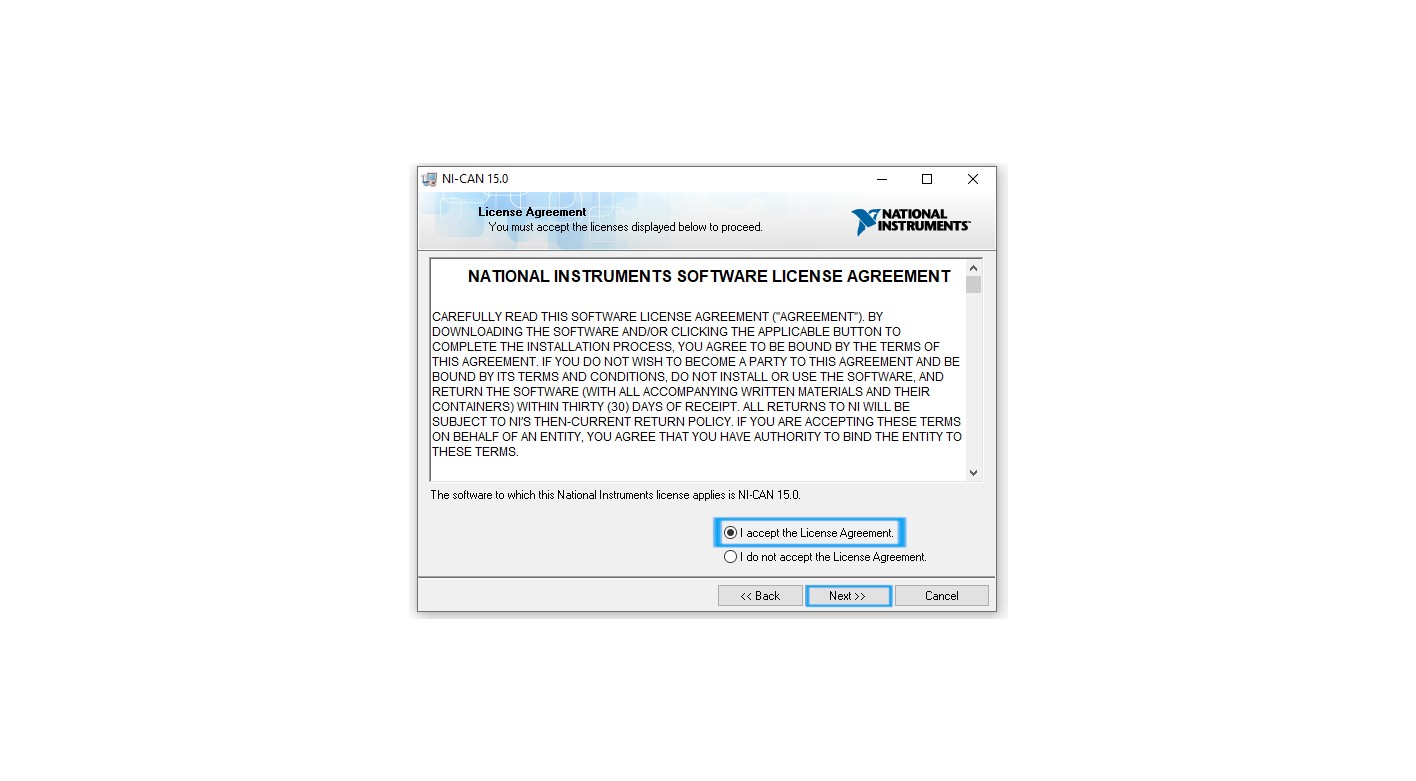 NI-CAN 15.0
License Agreement
You must accept the licenses displayed below to proceed.
NATIONAL
INSTRUMENTS™
NATIONAL INSTRUMENTS SOFTWARE LICENSE AGREEMENT
CAREFULLY READ THIS SOFTWARE LICENSE AGREEMENT ("AGREEMENT"). BY
DOWNLOADING THE SOFTWARE AND/OR CLICKING THE APPLICABLE BUTTON TO
COMPLETE THE INSTALLATION PROCESS, YOU AGREE TO BE BOUND BY THE TERMS OF
THIS AGREEMENT. IF YOU DO NOT WISH TO BECOME A PARTY TO THIS AGREEMENT AND BE
BOUND BY ITS TERMS AND CONDITIONS, DO NOT INSTALL OR USE THE SOFTWARE, AND
RETURN THE SOFTWARE (WITH ALL ACCOMPANYING WRITTEN MATERIALS AND THEIR
CONTAINERS) WITHIN THIRTY (30) DAYS OF RECEIPT. ALL RETURNS TO NI WILL BE
SUBJECT TO NI'S THEN-CURRENT RETURN POLICY. IF YOU ARE ACCEPTING THESE TERMS
ON BEHALF OF AN ENTITY, YOU AGREE THAT YOU HAVE AUTHORITY TO BIND THE ENTITY TO
THESE TERMS.
The software to which this National Instruments license applies is NI-CAN 15.0.
I accept the License Agreement.
I do not accept the License Agreement.
<< Back Next >> Cancel